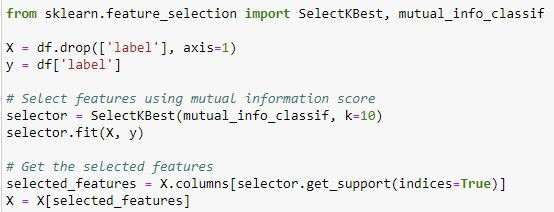 from sklearn.feature_selection import SelectKBest, mutual_info_classif
X = df.drop(['label'], axis=1)
y = df['label']
# Select features using mutual information score
selector = SelectKBest(mutual_info_classif, k=10)
selector.fit(X, y)
# Get the selected features
selected_features = X.columns[selector.get_support(indices=True)]
X = X[selected_features]